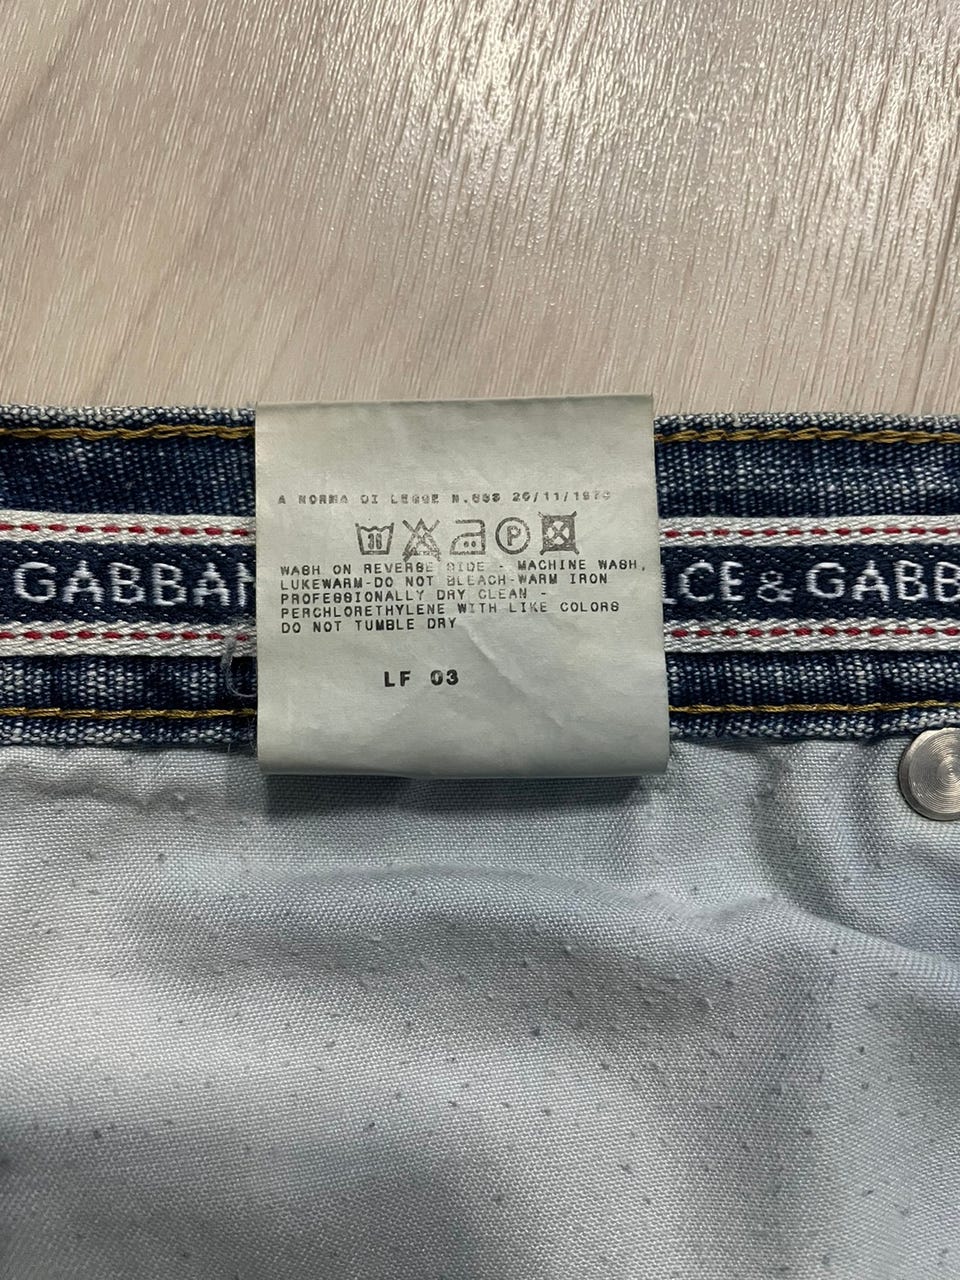 A NORMA DI LEGGE N.883 26/11/1973
P
WASH ON REVERSE SIDE - MACHINE WASH,
LUKEWARM-DO NOT BLEACH-WARM IRON
PROFESSIONALLY DRY CLEAN -
PERCHLORETHYLENE WITH LIKE COLORS
DO NOT TUMBLE DRY
LF 03
GABBAN
CE & GABB